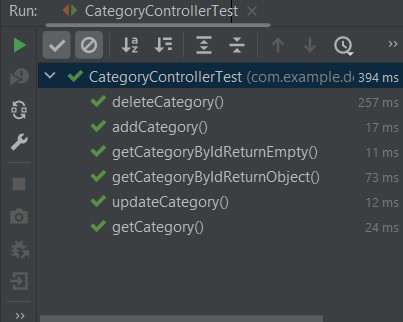 Run: CategoryControllerTest
CategoryControllerTest (com.example.de 394 ms
deleteCategory() 257 ms
addCategory() 17 ms
getCategoryByIdReturnEmpty() 11 ms
getCategoryByIdReturnObject() 73 ms
updateCategory() 12 ms
getCategory() 24 ms